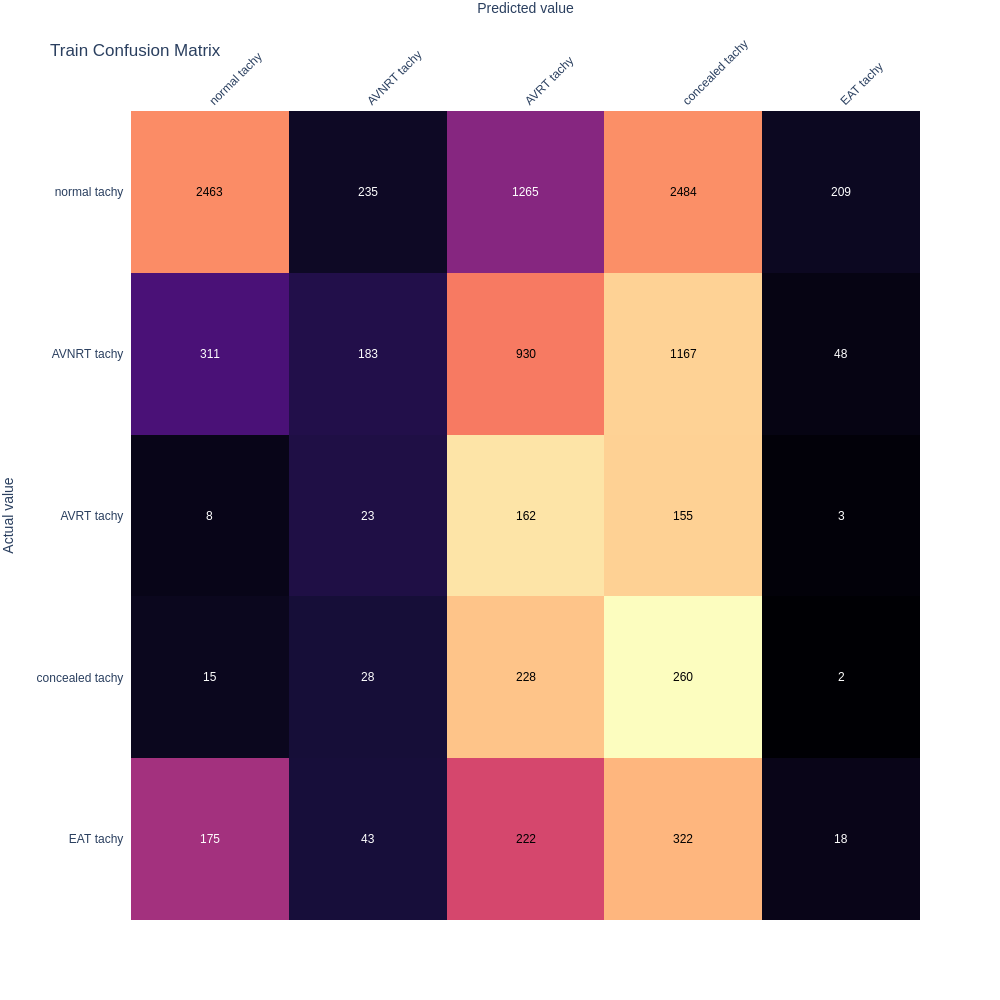 Predicted value
Train Confusion Matrix
normal tachy
AVNRT tachy
AVRT tachy
concealed tachy
EAT tachy
Actual value
normal tachy 2463 235 1265 2484 209
AVNRT tachy 311 183 930 1167 48
AVRT tachy 8 23 162 155 3
concealed tachy 15 28 228 260 2
EAT tachy 175 43 222 322 18